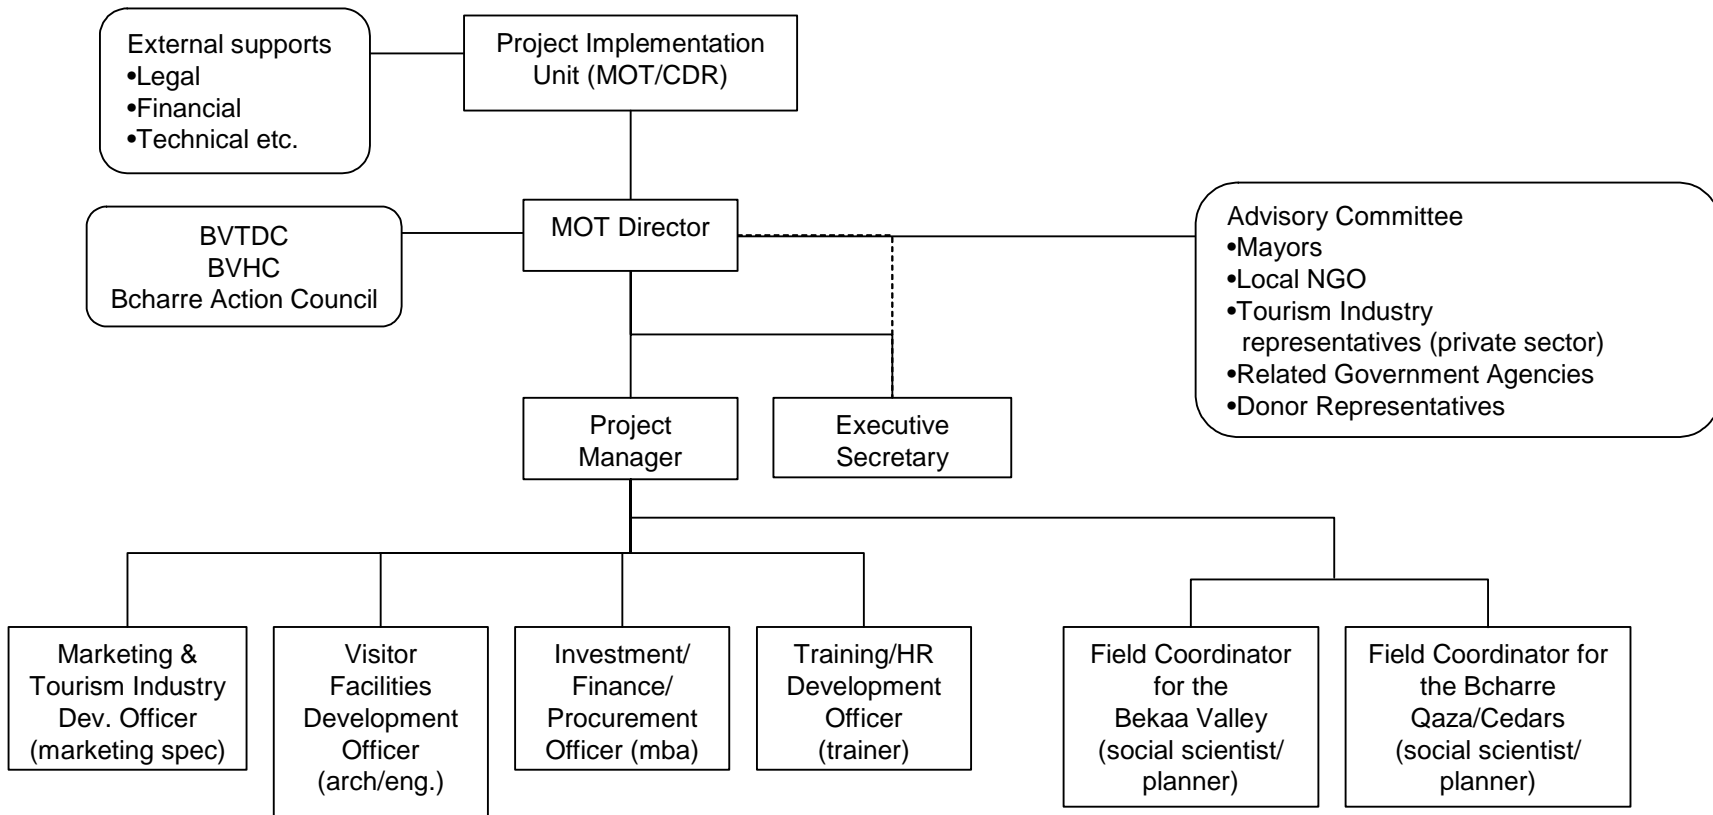 External supports
•Legal
•Financial
•Technical etc.
Project Implementation
Unit (MOT/CDR)
BVTDC
BVHC
Bcharre Action Council
MOT Director
Advisory Committee
•Mayors
•Local NGO
•Tourism Industry
representatives (private sector)
•Related Government Agencies
•Donor Representatives
Project
Manager
Executive
Secretary
Marketing &
Tourism Industry
Dev. Officer
(marketing spec)
Visitor
Facilities
Development
Officer
(arch/eng.)
Investment/
Finance/
Procurement
Officer (mba)
Training/HR
Development
Officer
(trainer)
Field Coordinator
for the
Bekaa Valley
(social scientist/
planner)
Field Coordinator for
the Bcharre
Qaza/Cedars
(social scientist/
planner)